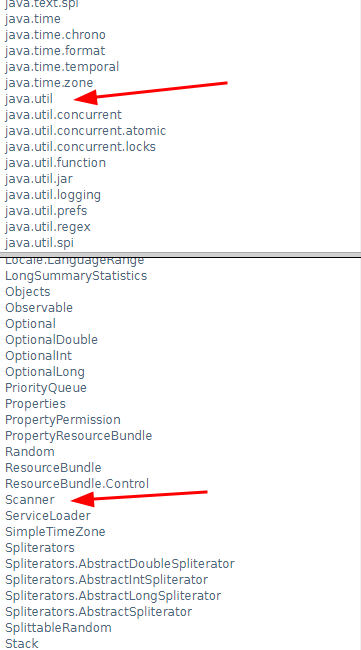 java.text.spi
java.time
java.time.chrono
java.time.format
java.time.temporal
java.time.zone
java.util
java.util.concurrent
java.util.concurrent.atomic
java.util.concurrent.locks
java.util.function
java.util.jar
java.util.logging
java.util.prefs
java.util.regex
java.util.spi
Locale.LanguageRange
LongSummaryStatistics
Objects
Observable
Optional
OptionalDouble
OptionalInt
OptionalLong
PriorityQueue
Properties
PropertyPermission
PropertyResourceBundle
Random
ResourceBundle
ResourceBundle.Control
Scanner
ServiceLoader
SimpleTimeZone
Spliterators
Spliterators.AbstractDoubleSpliterator
Spliterators.AbstractIntSpliterator
Spliterators.AbstractLongSpliterator
Spliterators.AbstractSpliterator
SplittableRandom
Stack